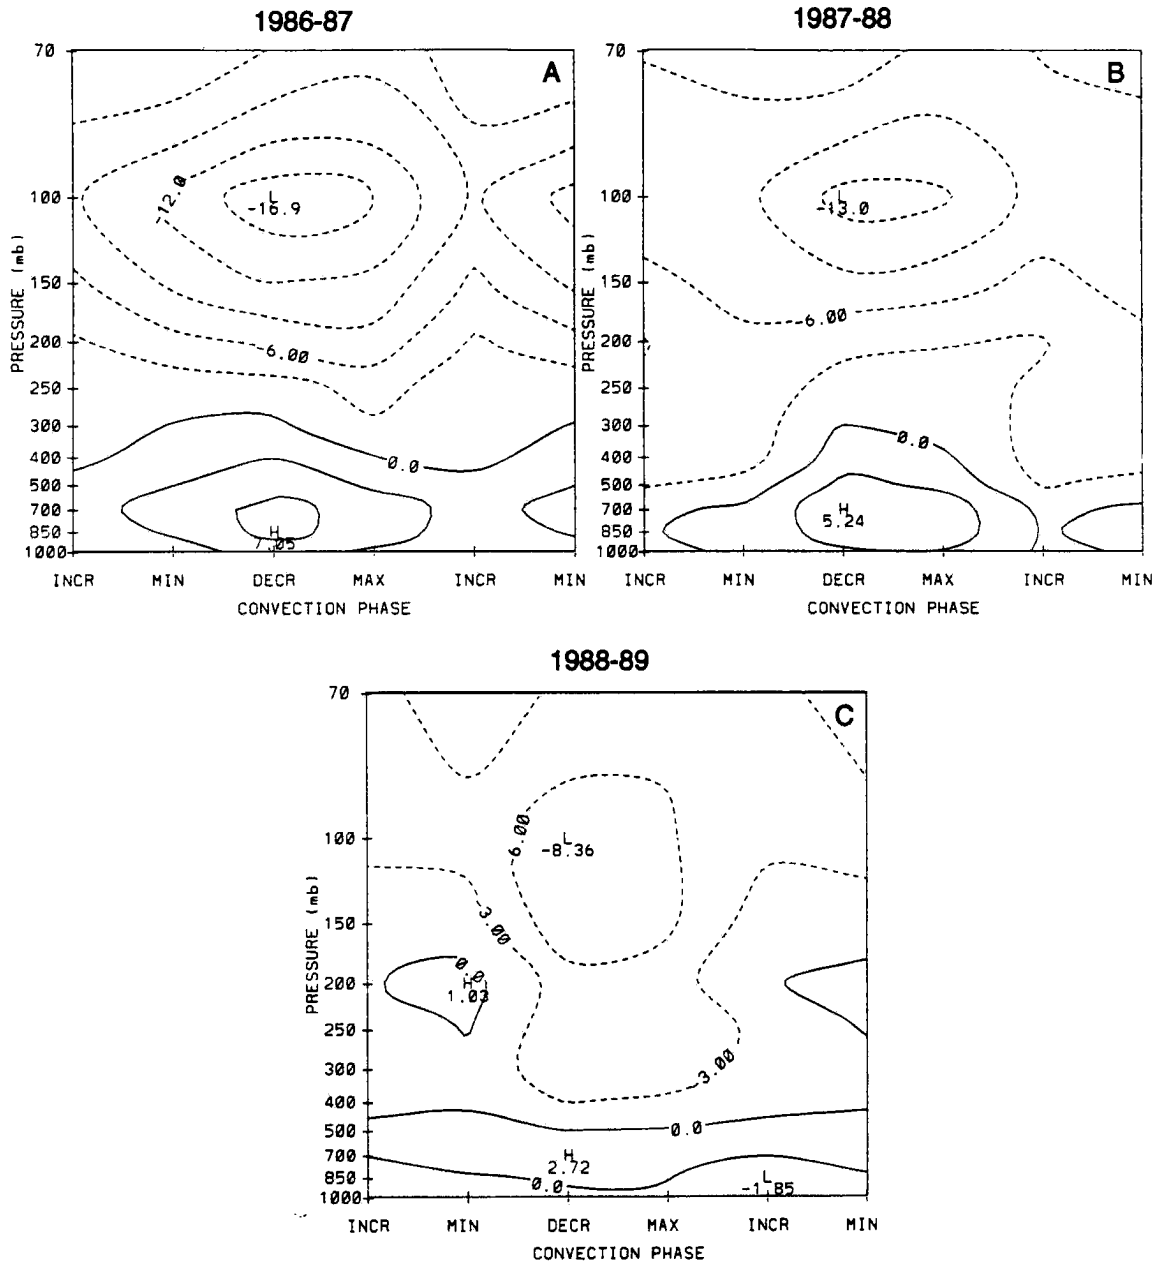 1986-87
A
70
100
150
200
250
300
400
500
700
850
1000
PRESSURE (mb)
-12.0
L
-16.9
-6.00
0.0
H
7.05
INCR MIN DECR MAX INCR MIN
CONVECTION PHASE
1987-88
B
70
100
150
200
250
300
400
500
700
850
1000
PRESSURE (mb)
L
-13.0
-6.00
0.0
H
5.24
INCR MIN DECR MAX INCR MIN
CONVECTION PHASE
1988-89
C
70
100
150
200
250
300
400
500
700
850
1000
PRESSURE (mb)
6.00
L
-8.36
3.00
0.0
H
1.03
3.00
0.0
H
2.72
0.0
L
-1.85
INCR MIN DECR MAX INCR MIN
CONVECTION PHASE